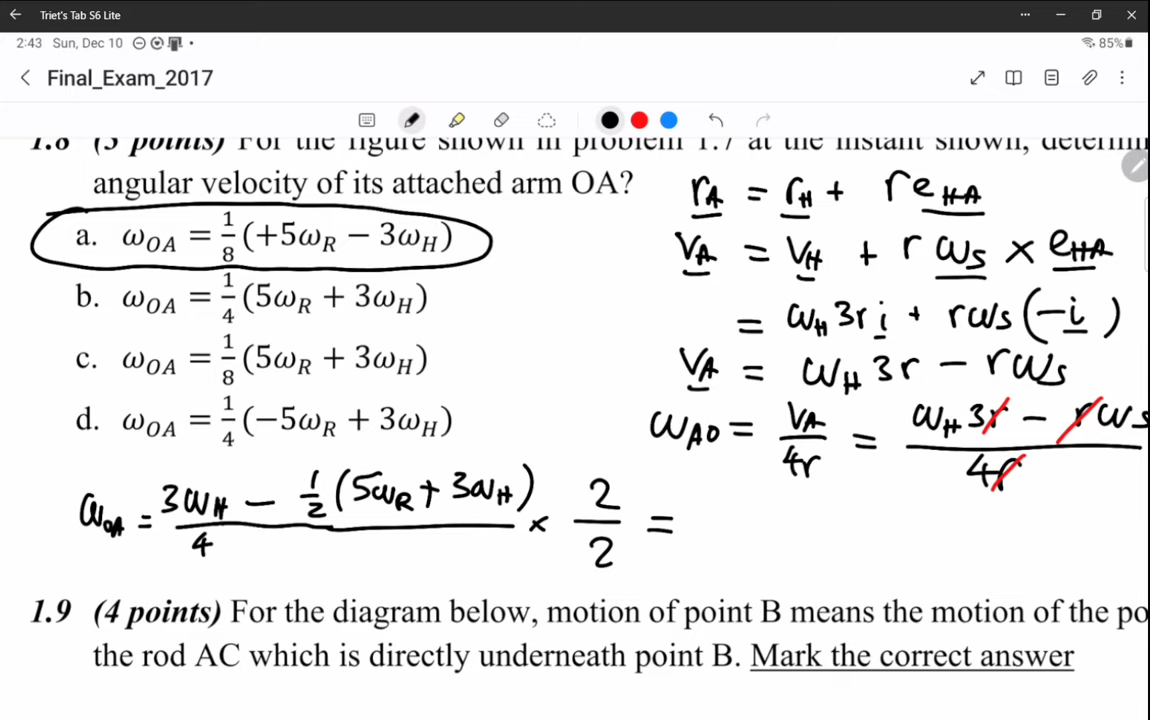 Triet's Tab S6 Lite
2:43 Sun, Dec 10
85%
Final_Exam_2017
1.8 (3 points) For the figure shown in problem 1.7 at the instant shown, determin
angular velocity of its attached arm OA?
a. ω_OA = 1/8 (+5ω_R − 3ω_H)
b. ω_OA = 1/4 (5ω_R + 3ω_H)
c. ω_OA = 1/8 (5ω_R + 3ω_H)
d. ω_OA = 1/4 (−5ω_R + 3ω_H)
r_A = r_H + r e_HA
V_A = V_H + r ω_S × e_HA
= ω_H 3r i + rω_S (−i)
V_A = ω_H 3r − rω_S
ω_AO = V_A/4r = (ω_H 3r − rω_S)/4r
ω_OA = (3ω_H − 1/2 (5ω_R + 3ω_H))/4 × 2/2 =
1.9 (4 points) For the diagram below, motion of point B means the motion of the po
the rod AC which is directly underneath point B. Mark the correct answer